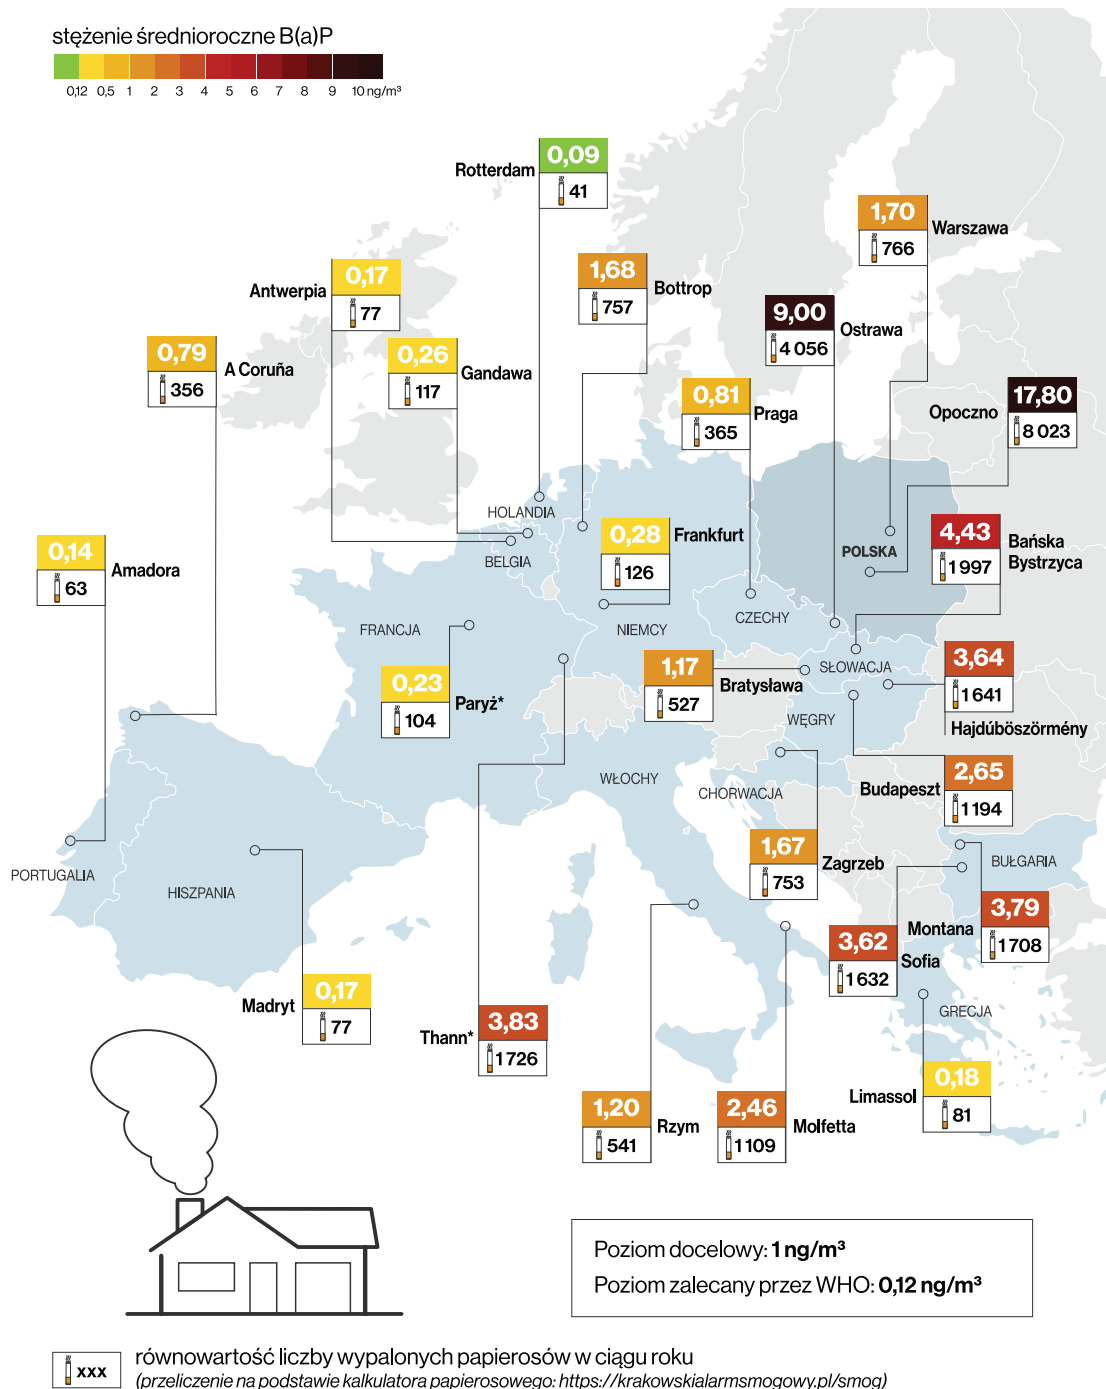 stężenie średnioroczne B(a)P
0,12 0,5 1 2 3 4 5 6 7 8 9 10 ng/m³
Rotterdam
0,09
41
1,70
766
Warszawa
Antwerpia
0,17
77
1,68
757
Bottrop
9,00
4 056
Ostrawa
0,79
356
A Coruña
0,26
117
Gandawa
0,81
365
Praga
Opoczno
17,80
8 023
HOLANDIA
BELGIA
0,28
126
Frankfurt
POLSKA
4,43
1 997
Bańska
Bystrzyca
0,14
63
Amadora
FRANCJA
NIEMCY
CZECHY
SŁOWACJA
0,23
104
Paryż*
1,17
527
Bratysława
3,64
1 641
Hajdúböszörmény
WĘGRY
WŁOCHY
CHORWACJA
Budapeszt
2,65
1 194
1,67
753
Zagrzeb
BUŁGARIA
PORTUGALIA
HISZPANIA
3,79
1 708
Montana
3,62
1 632
Sofia
Madryt
0,17
77
Thann*
3,83
1 726
GRECJA
Limassol
0,18
81
1,20
541
Rzym
2,46
1 109
Molfetta
Poziom docelowy: 1 ng/m³
Poziom zalecany przez WHO: 0,12 ng/m³
xxx
równowartość liczby wypalonych papierosów w ciągu roku
(przeliczenie na podstawie kalkulatora papierosowego: https://krakowskialarmsmogowy.pl/smog)